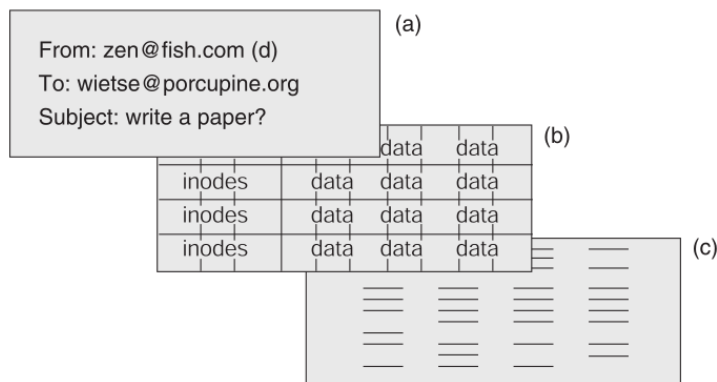 (a)
From: zen@fish.com (d)
To: wietse@porcupine.org
Subject: write a paper?
(b)
data data
inodes data data data
inodes data data data
inodes data data data
(c)